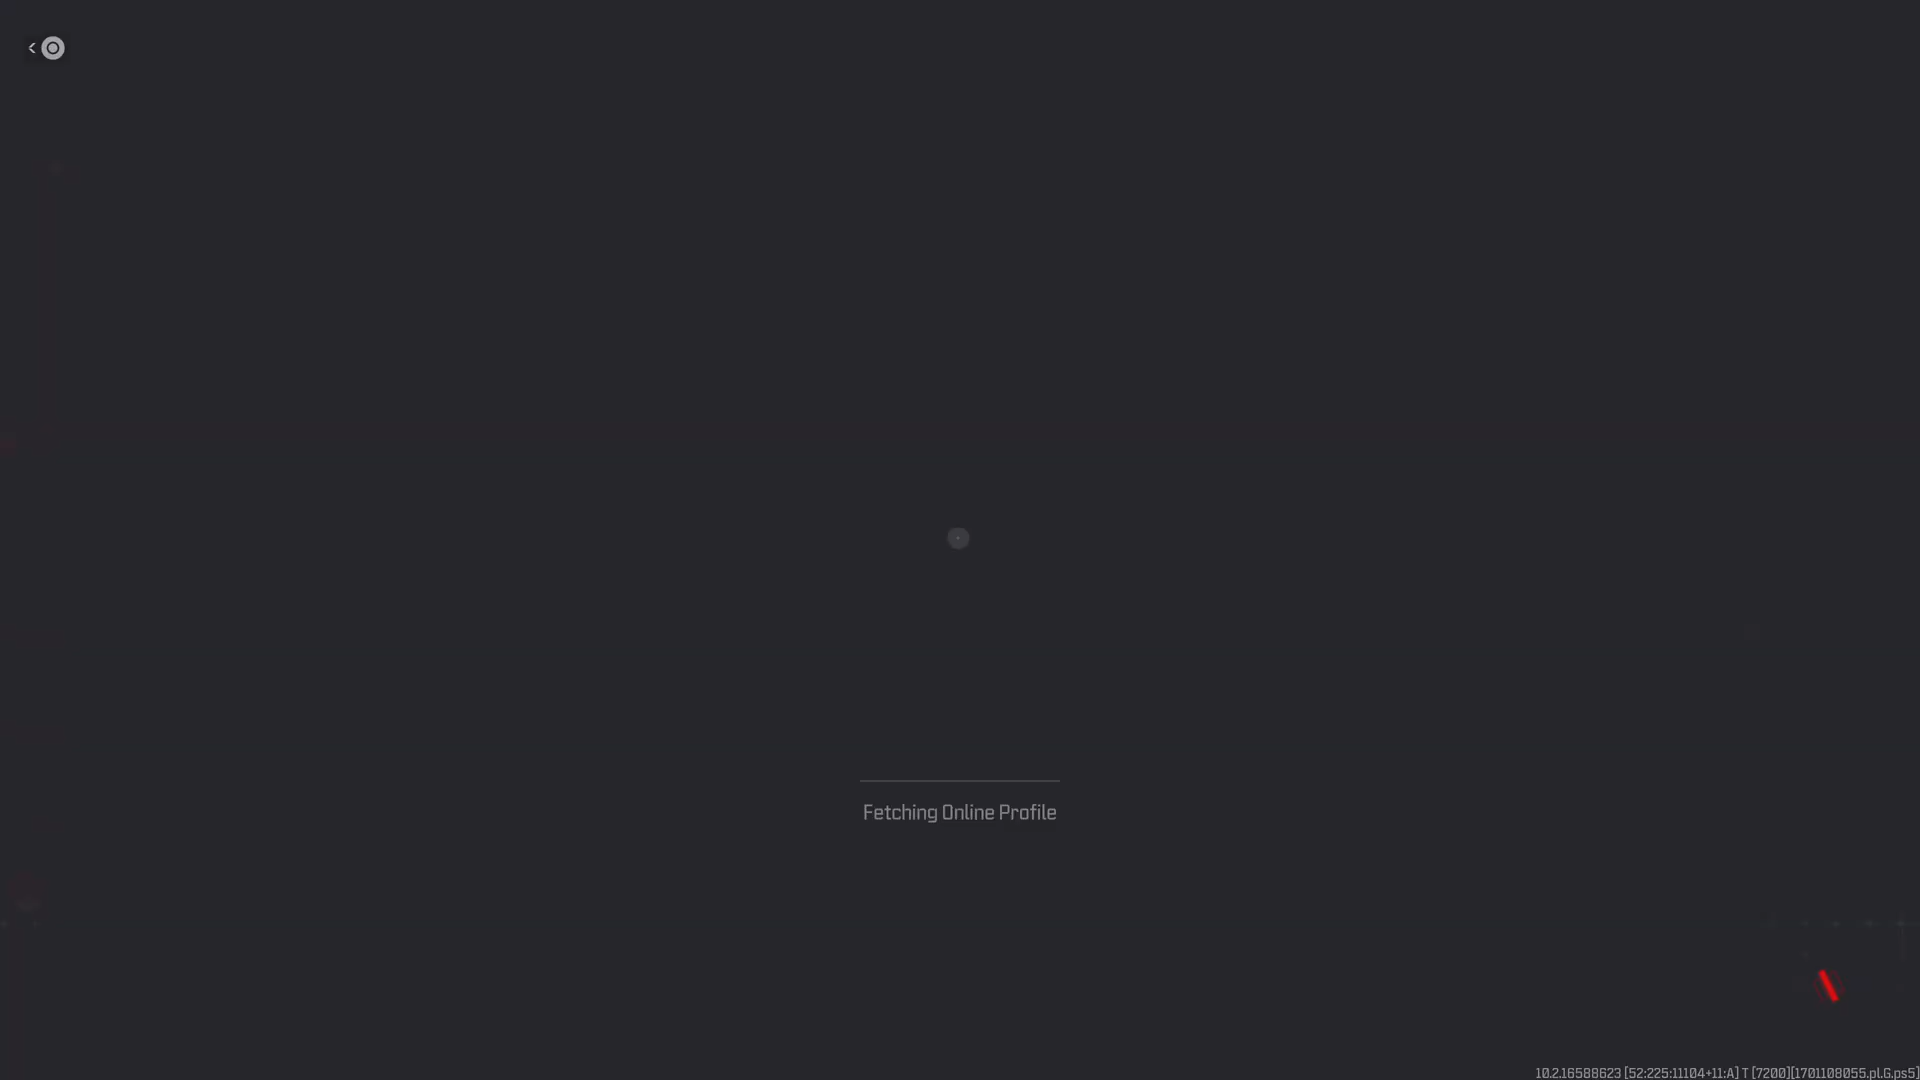 Fetching Online Profile
10.2.16588623 [52:225:11104+11:A] T [7200][1701108055.pl.G.ps5]